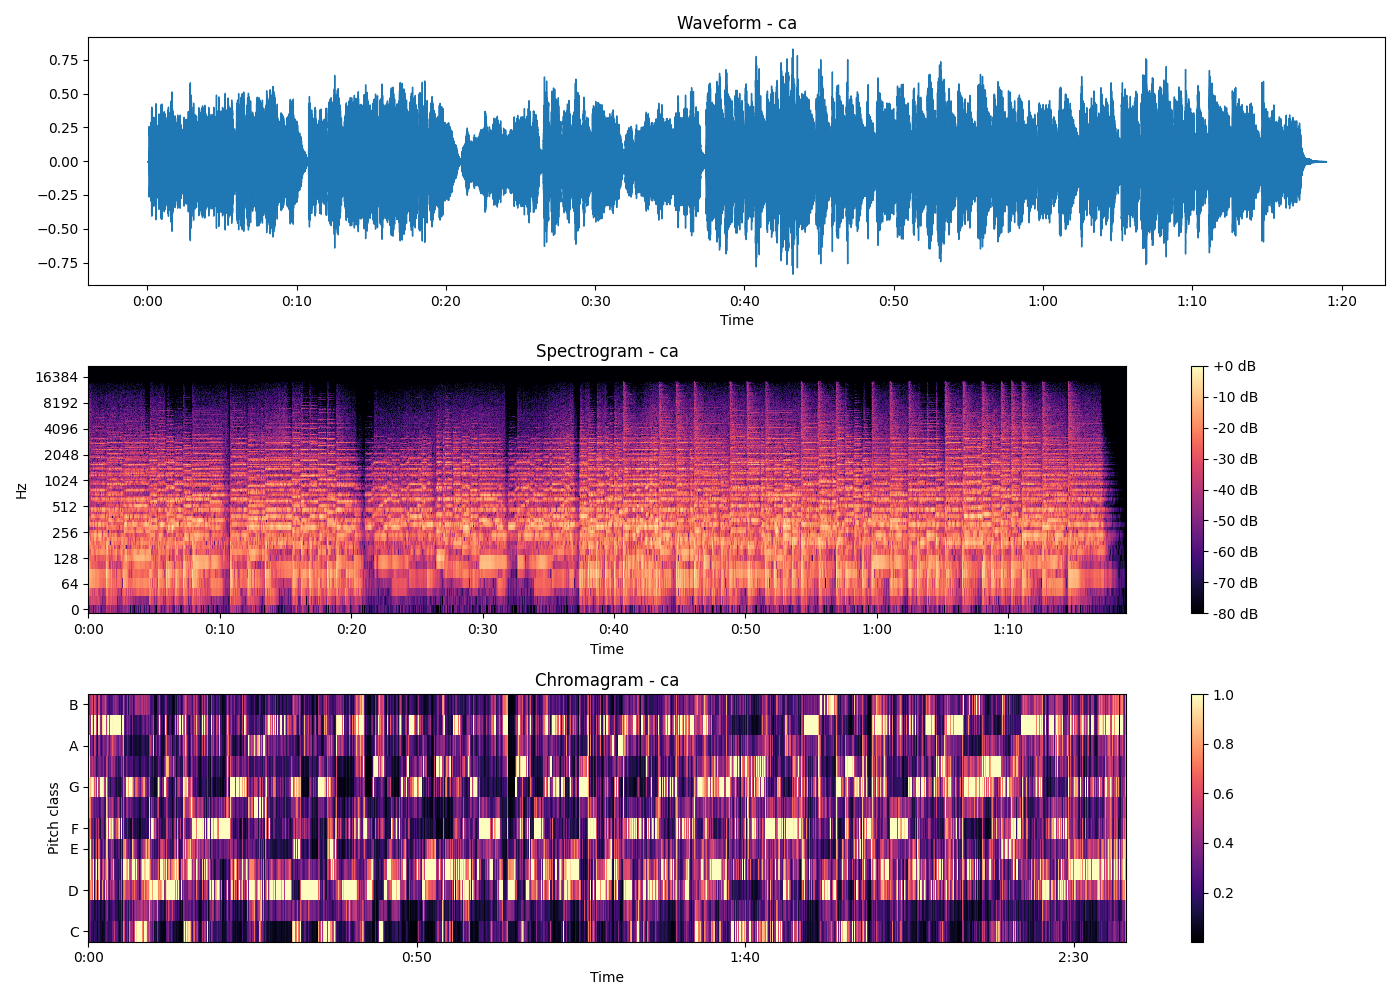 Waveform - ca
0.75
0.50
0.25
0.00
−0.25
−0.50
−0.75
0:00 0:10 0:20 0:30 0:40 0:50 1:00 1:10 1:20
Time
Spectrogram - ca
Hz
16384
8192
4096
2048
1024
512
256
128
64
0
0:00 0:10 0:20 0:30 0:40 0:50 1:00 1:10
Time
+0 dB
-10 dB
-20 dB
-30 dB
-40 dB
-50 dB
-60 dB
-70 dB
-80 dB
Chromagram - ca
Pitch class
B
A
G
F
E
D
C
0:00 0:50 1:40 2:30
Time
1.0
0.8
0.6
0.4
0.2